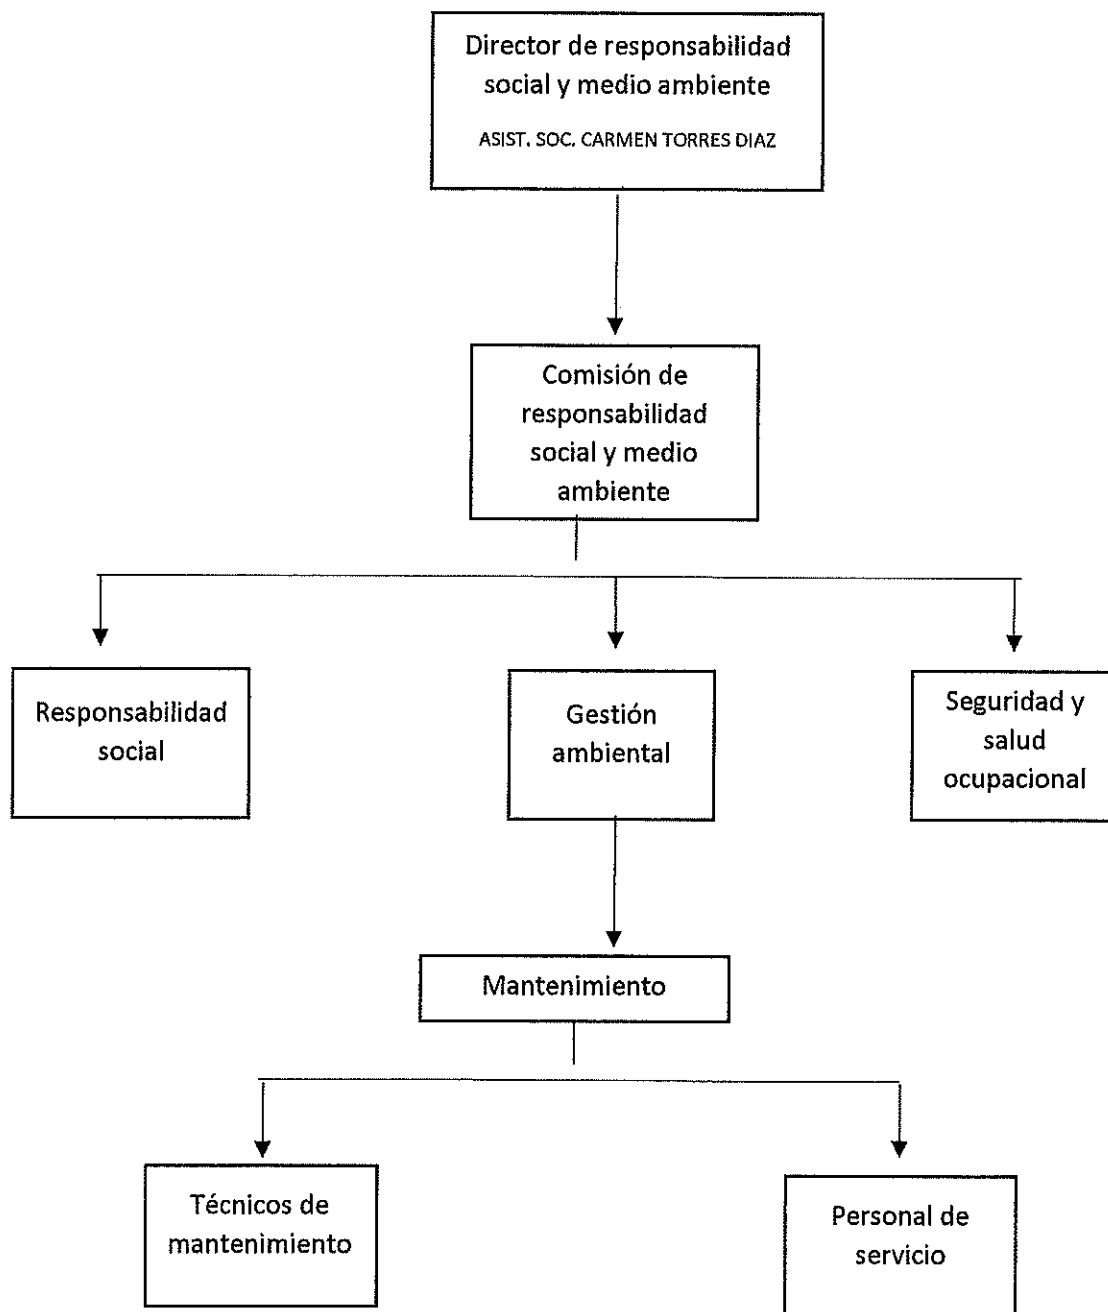 Director de responsabilidad
social y medio ambiente
ASIST. SOC. CARMEN TORRES DIAZ
Comisión de
responsabilidad
social y medio
ambiente
Responsabilidad
social
Gestión
ambiental
Seguridad y
salud
ocupacional
Mantenimiento
Técnicos de
mantenimiento
Personal de
servicio